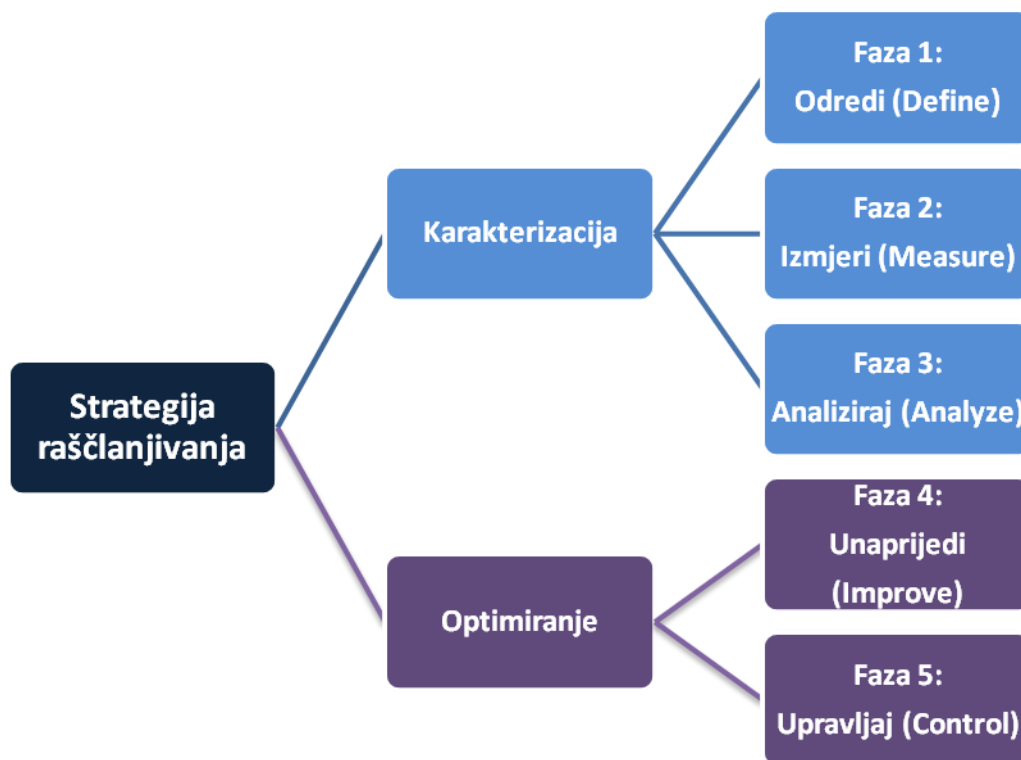 Strategija
raščlanjivanja
Karakterizacija
Faza 1:
Odredi (Define)
Faza 2:
Izmjeri (Measure)
Faza 3:
Analiziraj (Analyze)
Optimiranje
Faza 4:
Unaprijedi
(Improve)
Faza 5:
Upravljaj (Control)